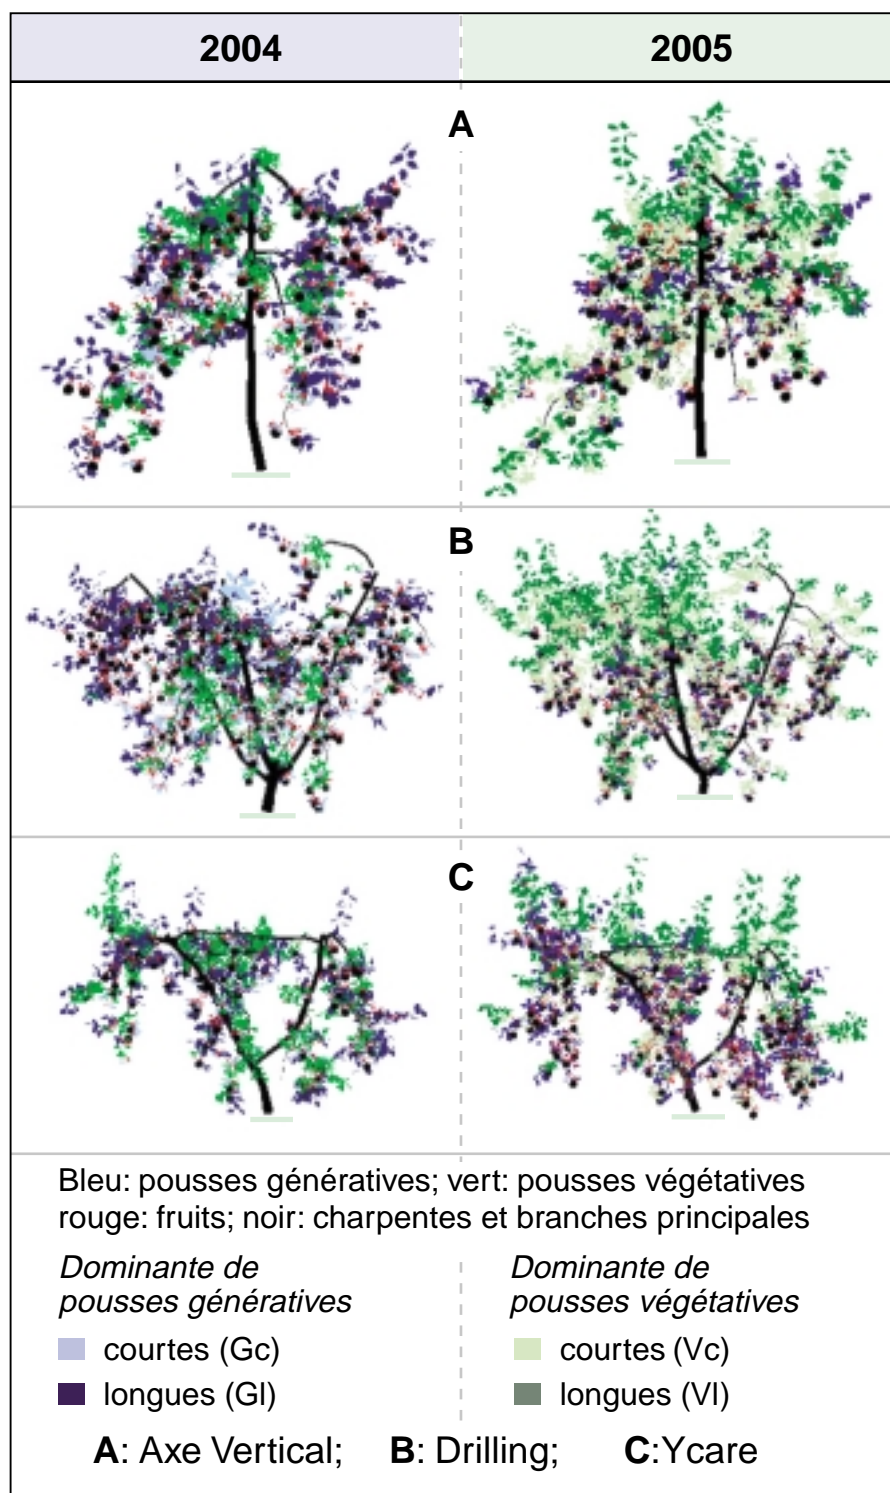 2004
2005
A
B
C
Bleu: pousses génératives; vert: pousses végétatives
rouge: fruits; noir: charpentes et branches principales
Dominante de
pousses génératives
courtes (Gc)
longues (Gl)
Dominante de
pousses végétatives
courtes (Vc)
longues (Vl)
A: Axe Vertical; B: Drilling; C:Ycare